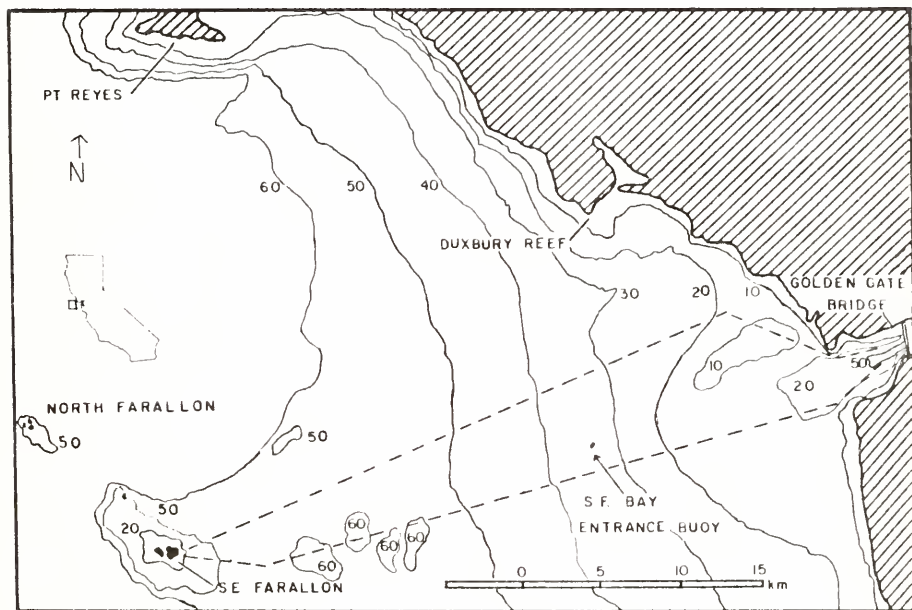 PT REYES
N
60
50
40
DUXBURY REEF
30
20
10
GOLDEN GATE
BRIDGE
50
10
20
NORTH FARALLON
50
50
50
20
60
60
60
60
SE FARALLON
S.F. BAY
ENTRANCE BUOY
0 5 10 15
km